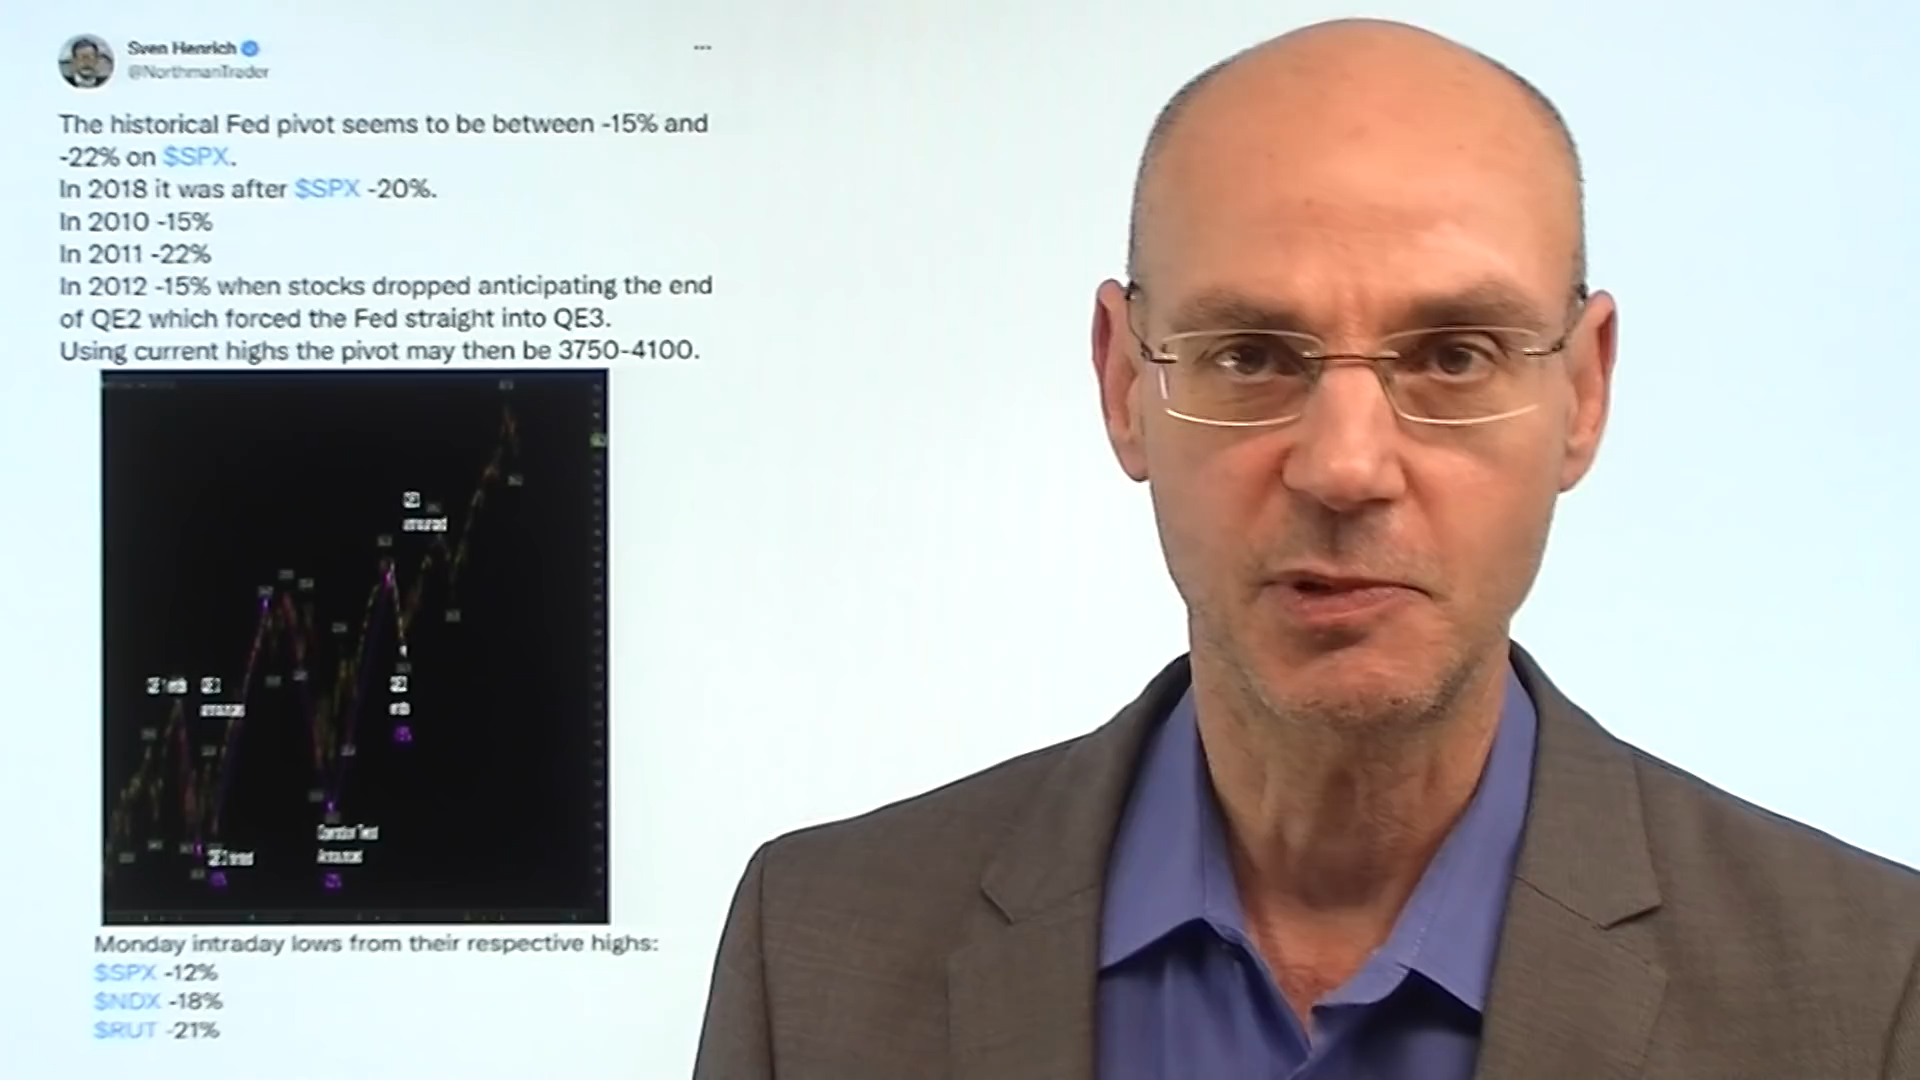 Sven Henrich
@NorthmanTrader
The historical Fed pivot seems to be between -15% and
-22% on $SPX.
In 2018 it was after $SPX -20%.
In 2010 -15%
In 2011 -22%
In 2012 -15% when stocks dropped anticipating the end
of QE2 which forced the Fed straight into QE3.
Using current highs the pivot may then be 3750-4100.
Operation Twist
Announced
Monday intraday lows from their respective highs:
$SPX -12%
$NDX -18%
$RUT -21%